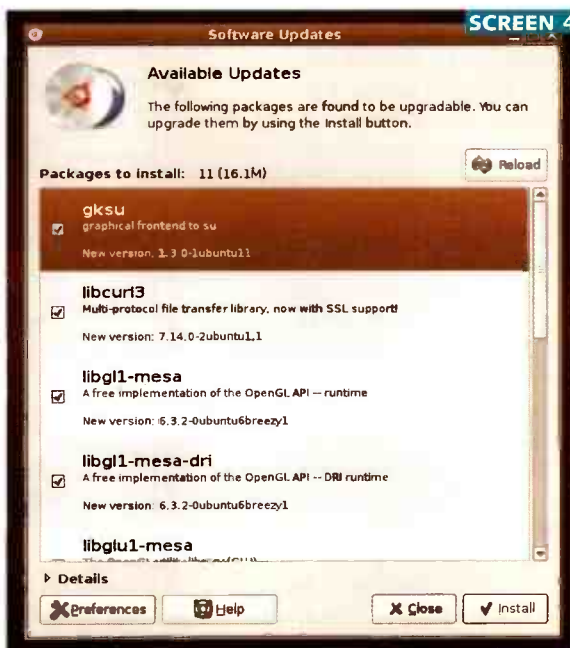 SCREEN 4
Software Updates
Available Updates
The following packages are found to be upgradable. You can
upgrade them by using the Install button.
Reload
Packages to install: 11 (16.1M)
gksu
graphical frontend to su
New version: 1.3.0-1ubuntu11
libcurl3
Multi-protocol file transfer library, now with SSL support!
New version: 7.14.0-2ubuntu1.1
libgl1-mesa
A free implementation of the OpenGL API -- runtime
New version: 6.3.2-0ubuntu6breezy1
libgl1-mesa-dri
A free implementation of the OpenGL API -- DRI runtime
New version: 6.3.2-0ubuntu6breezy1
libglu1-mesa
The OpenGL
Details
Preferences
Help
Close
Install